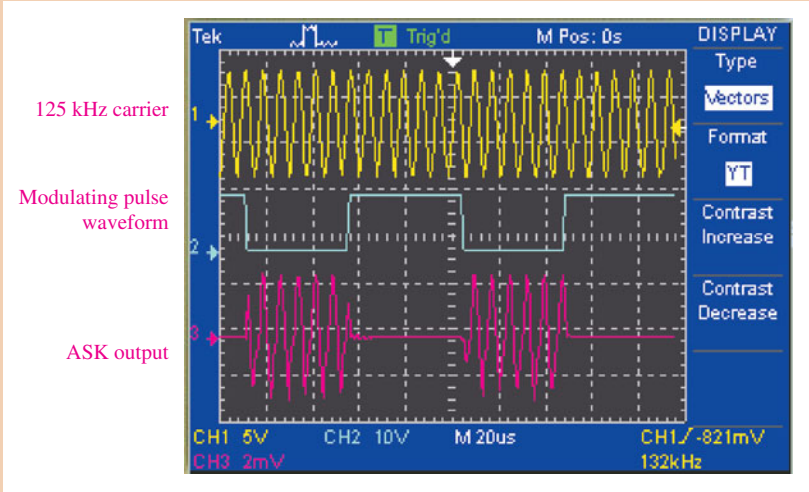 Tek
T Trig'd
M Pos: 0s
DISPLAY
Type
Vectors
Format
YT
Contrast
Increase
Contrast
Decrease
125 kHz carrier
1
Modulating pulse
waveform
2
ASK output
3
CH1 5V
CH2 10V
M 20us
CH1 / -821mV
CH3 2mV
132kHz